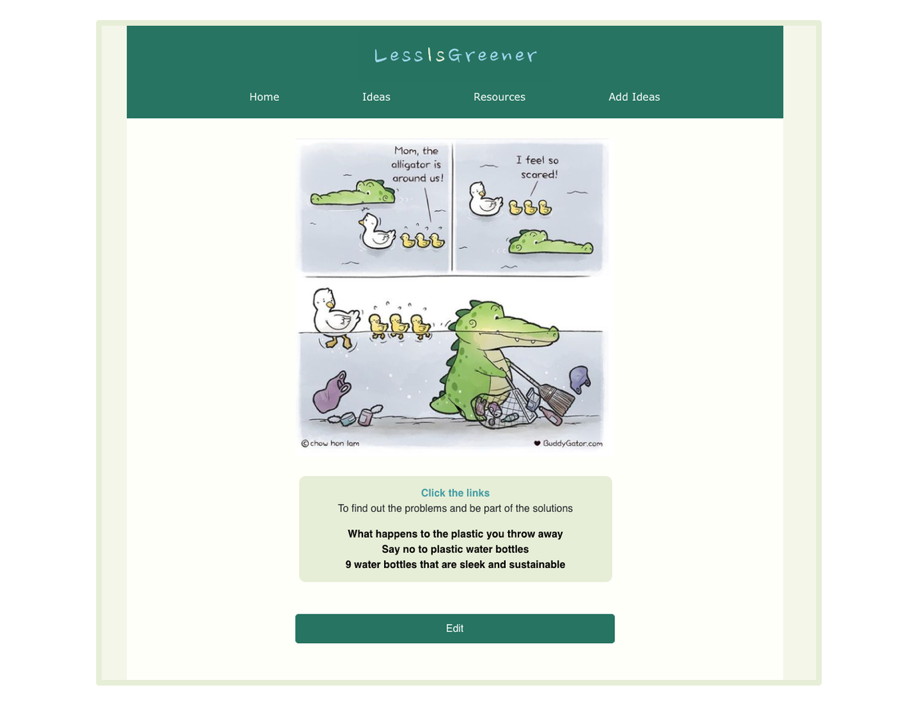 LessIsGreener
Home Ideas Resources Add Ideas
Mom, the
alligator is
around us!
I feel so
scared!
© chow hon lam
BuddyGator.com
Click the links
To find out the problems and be part of the solutions
What happens to the plastic you throw away
Say no to plastic water bottles
9 water bottles that are sleek and sustainable
Edit